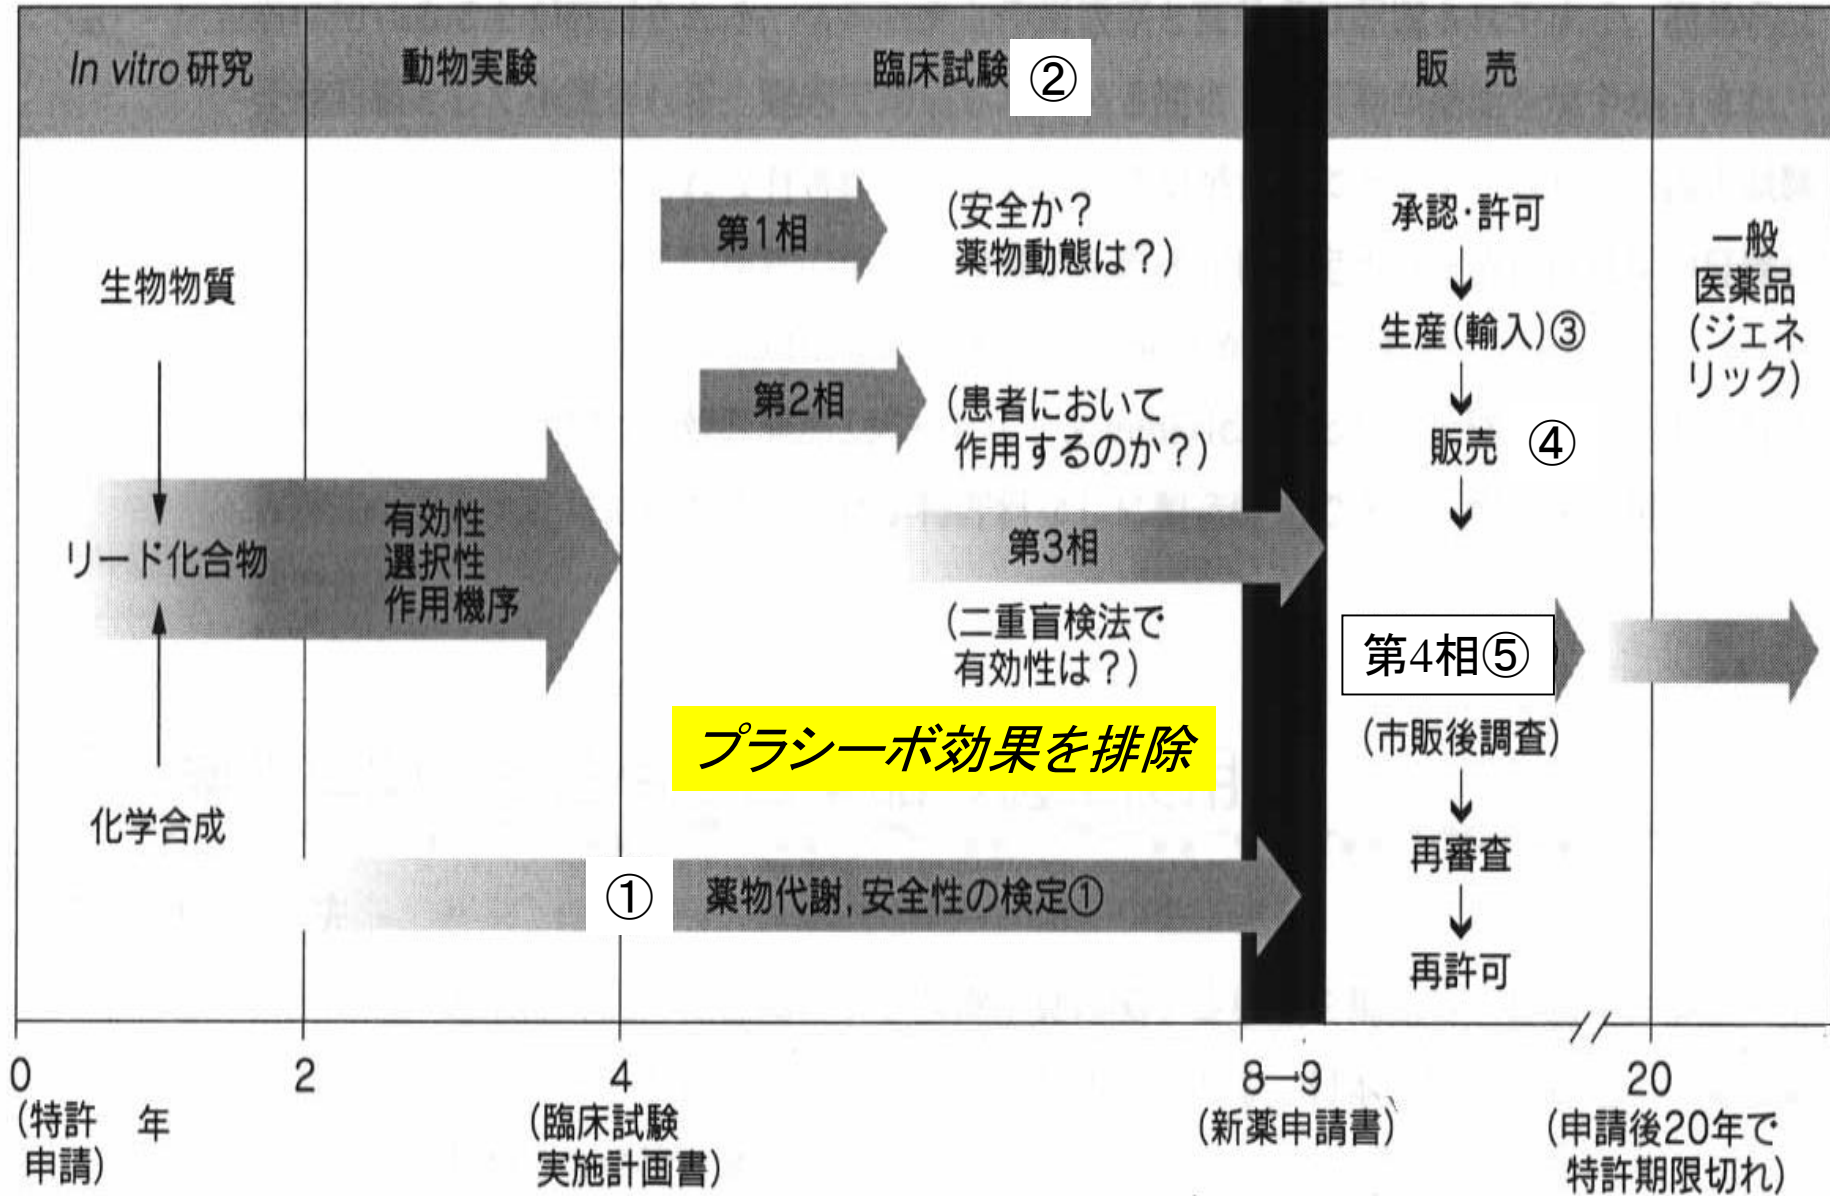 In vitro 研究
動物実験
臨床試験 ②
販 売
生物物質
リード化合物
化学合成
有効性
選択性
作用機序
第1相
(安全か?
薬物動態は?)
第2相
(患者において
作用するのか?)
第3相
(二重盲検法で
有効性は?)
プラシーボ効果を排除
① 薬物代謝,安全性の検定①
承認・許可
生産(輸入)③
販売 ④
第4相⑤
(市販後調査)
再審査
再許可
一般
医薬品
(ジェネ
リック)
0
(特許
申請)
年
2
4
(臨床試験
実施計画書)
8→9
(新薬申請書)
20
(申請後20年で
特許期限切れ)